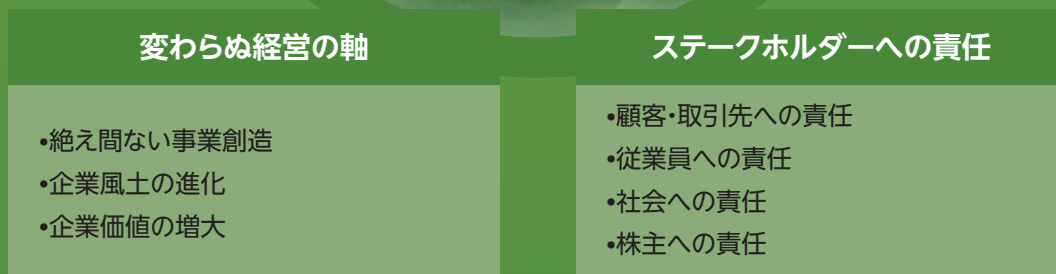 変わらぬ経営の軸
•絶え間ない事業創造
•企業風土の進化
•企業価値の増大
ステークホルダーへの責任
•顧客・取引先への責任
•従業員への責任
•社会への責任
•株主への責任